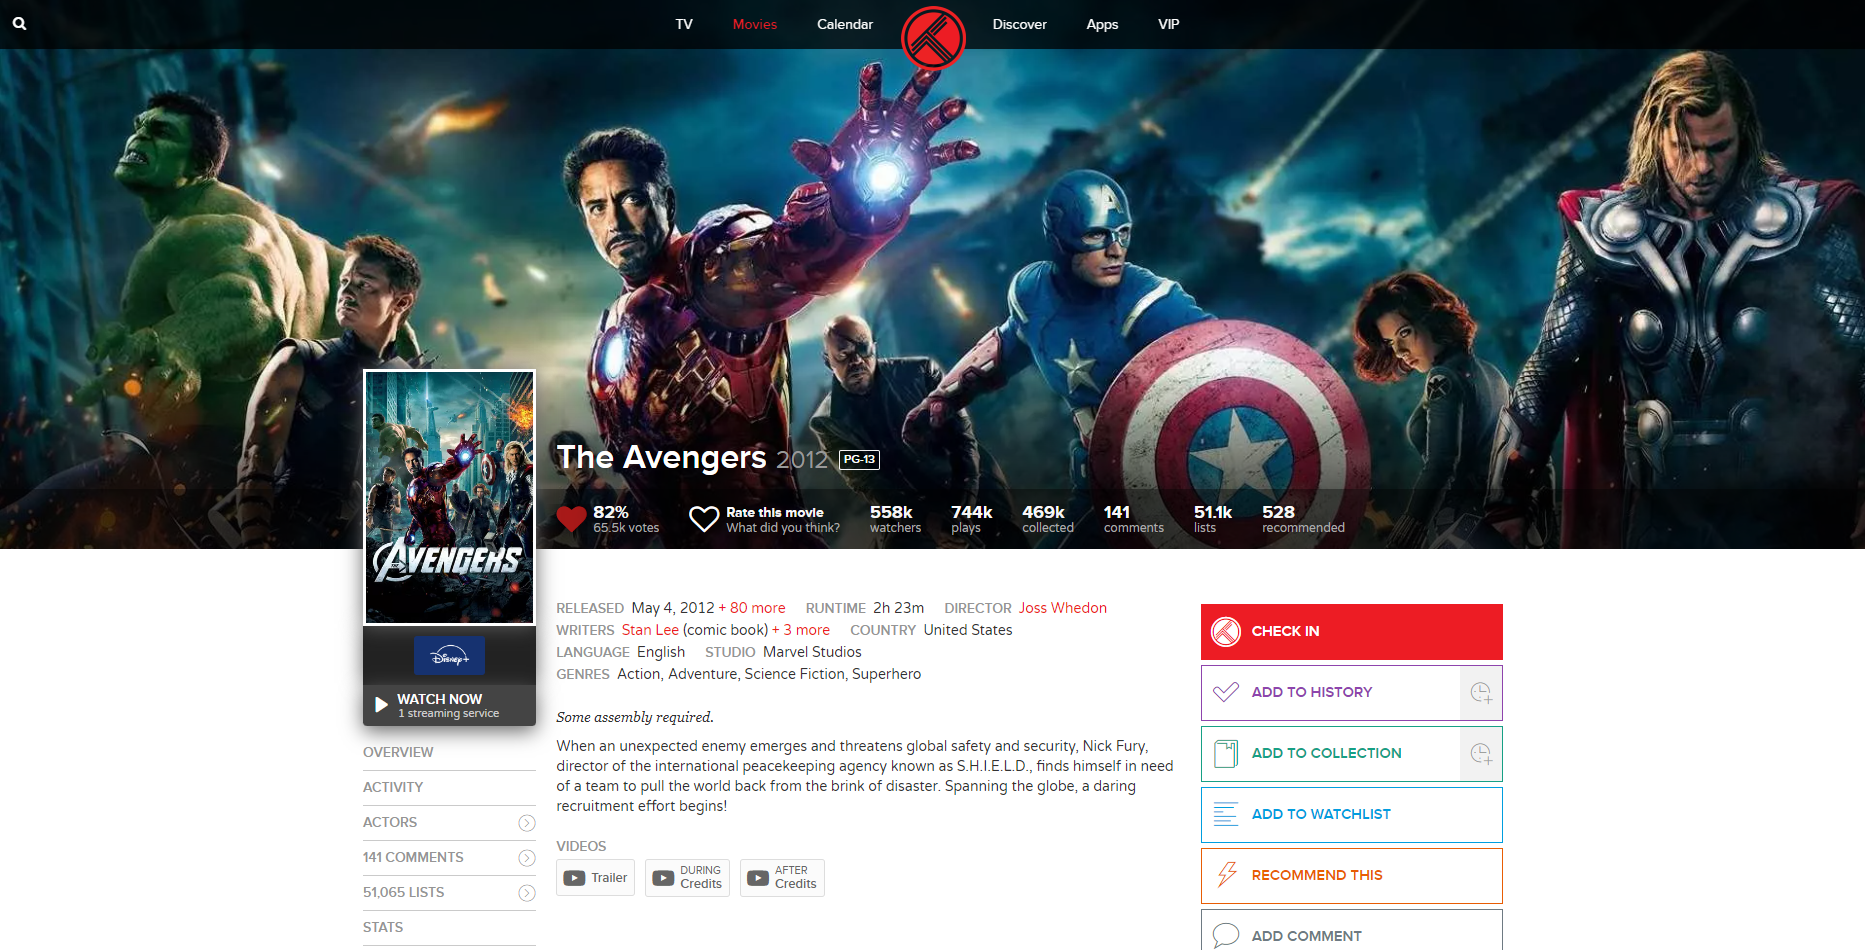 TV Movies Calendar Discover Apps VIP
The Avengers 2012 PG-13
82%
65.5k votes
Rate this movie
What did you think?
558k
watchers
744k
plays
469k
collected
141
comments
51.1k
lists
528
recommended
AVENGERS
Disney+
WATCH NOW
1 streaming service
OVERVIEW
ACTIVITY
ACTORS
141 COMMENTS
51,065 LISTS
STATS
RELEASED May 4, 2012 + 80 more RUNTIME 2h 23m DIRECTOR Joss Whedon
WRITERS Stan Lee (comic book) + 3 more COUNTRY United States
LANGUAGE English STUDIO Marvel Studios
GENRES Action, Adventure, Science Fiction, Superhero
Some assembly required.
When an unexpected enemy emerges and threatens global safety and security, Nick Fury,
director of the international peacekeeping agency known as S.H.I.E.L.D., finds himself in need
of a team to pull the world back from the brink of disaster. Spanning the globe, a daring
recruitment effort begins!
VIDEOS
Trailer
DURING
Credits
AFTER
Credits
CHECK IN
ADD TO HISTORY
ADD TO COLLECTION
ADD TO WATCHLIST
RECOMMEND THIS
ADD COMMENT